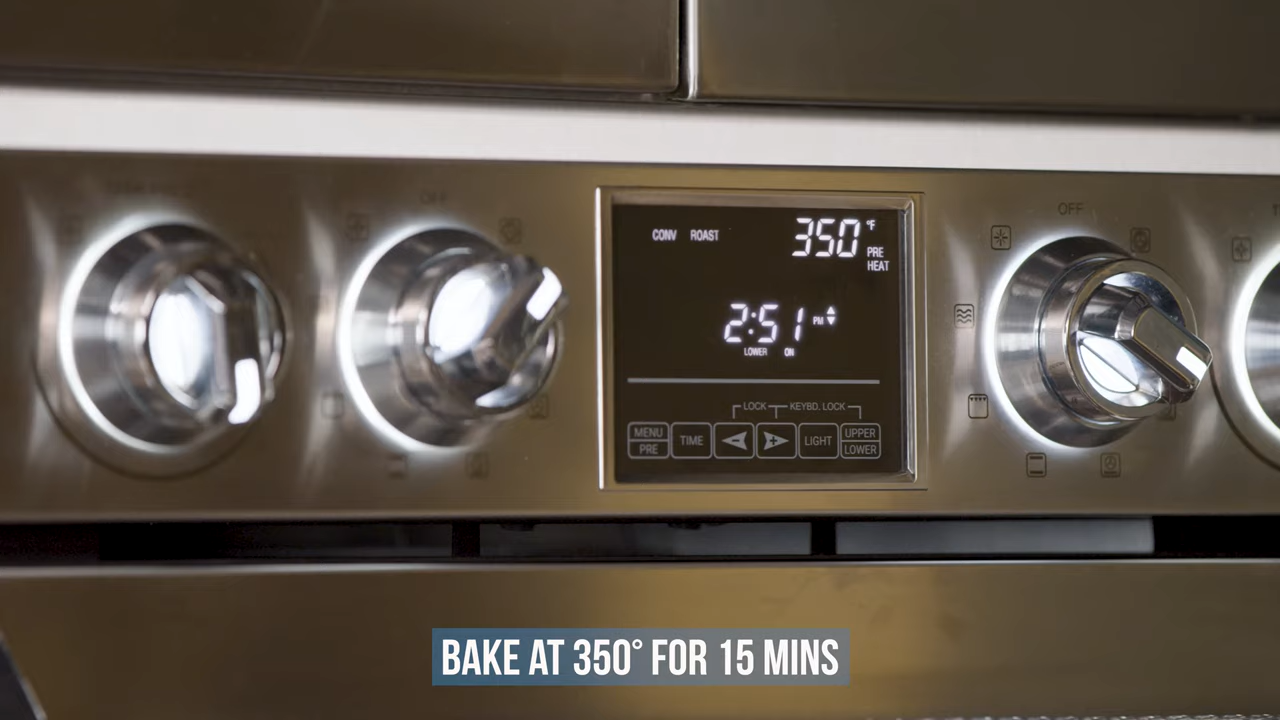 OFF
OFF
CONV ROAST
350°F
PRE
HEAT
2:51 PM
LOWER ON
LOCK KEYBD. LOCK
MENU
PRE
TIME
LIGHT
UPPER
LOWER
BAKE AT 350° FOR 15 MINS